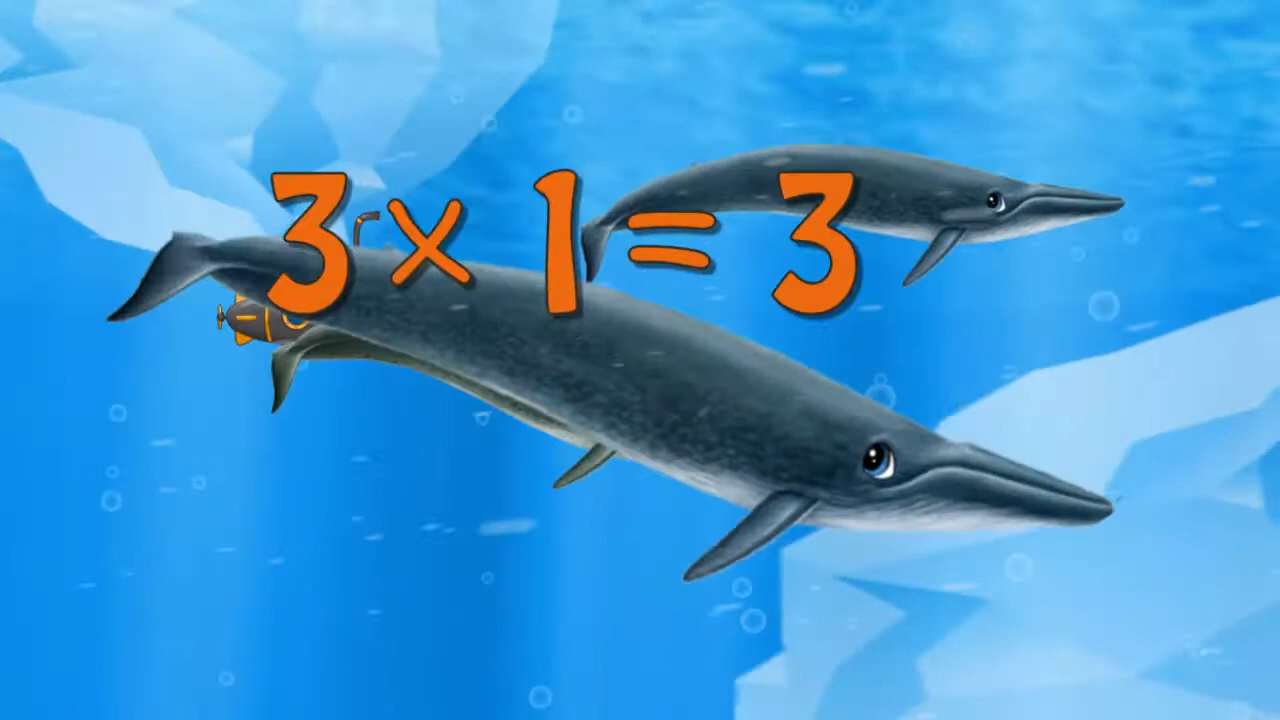 3 × 1 = 3